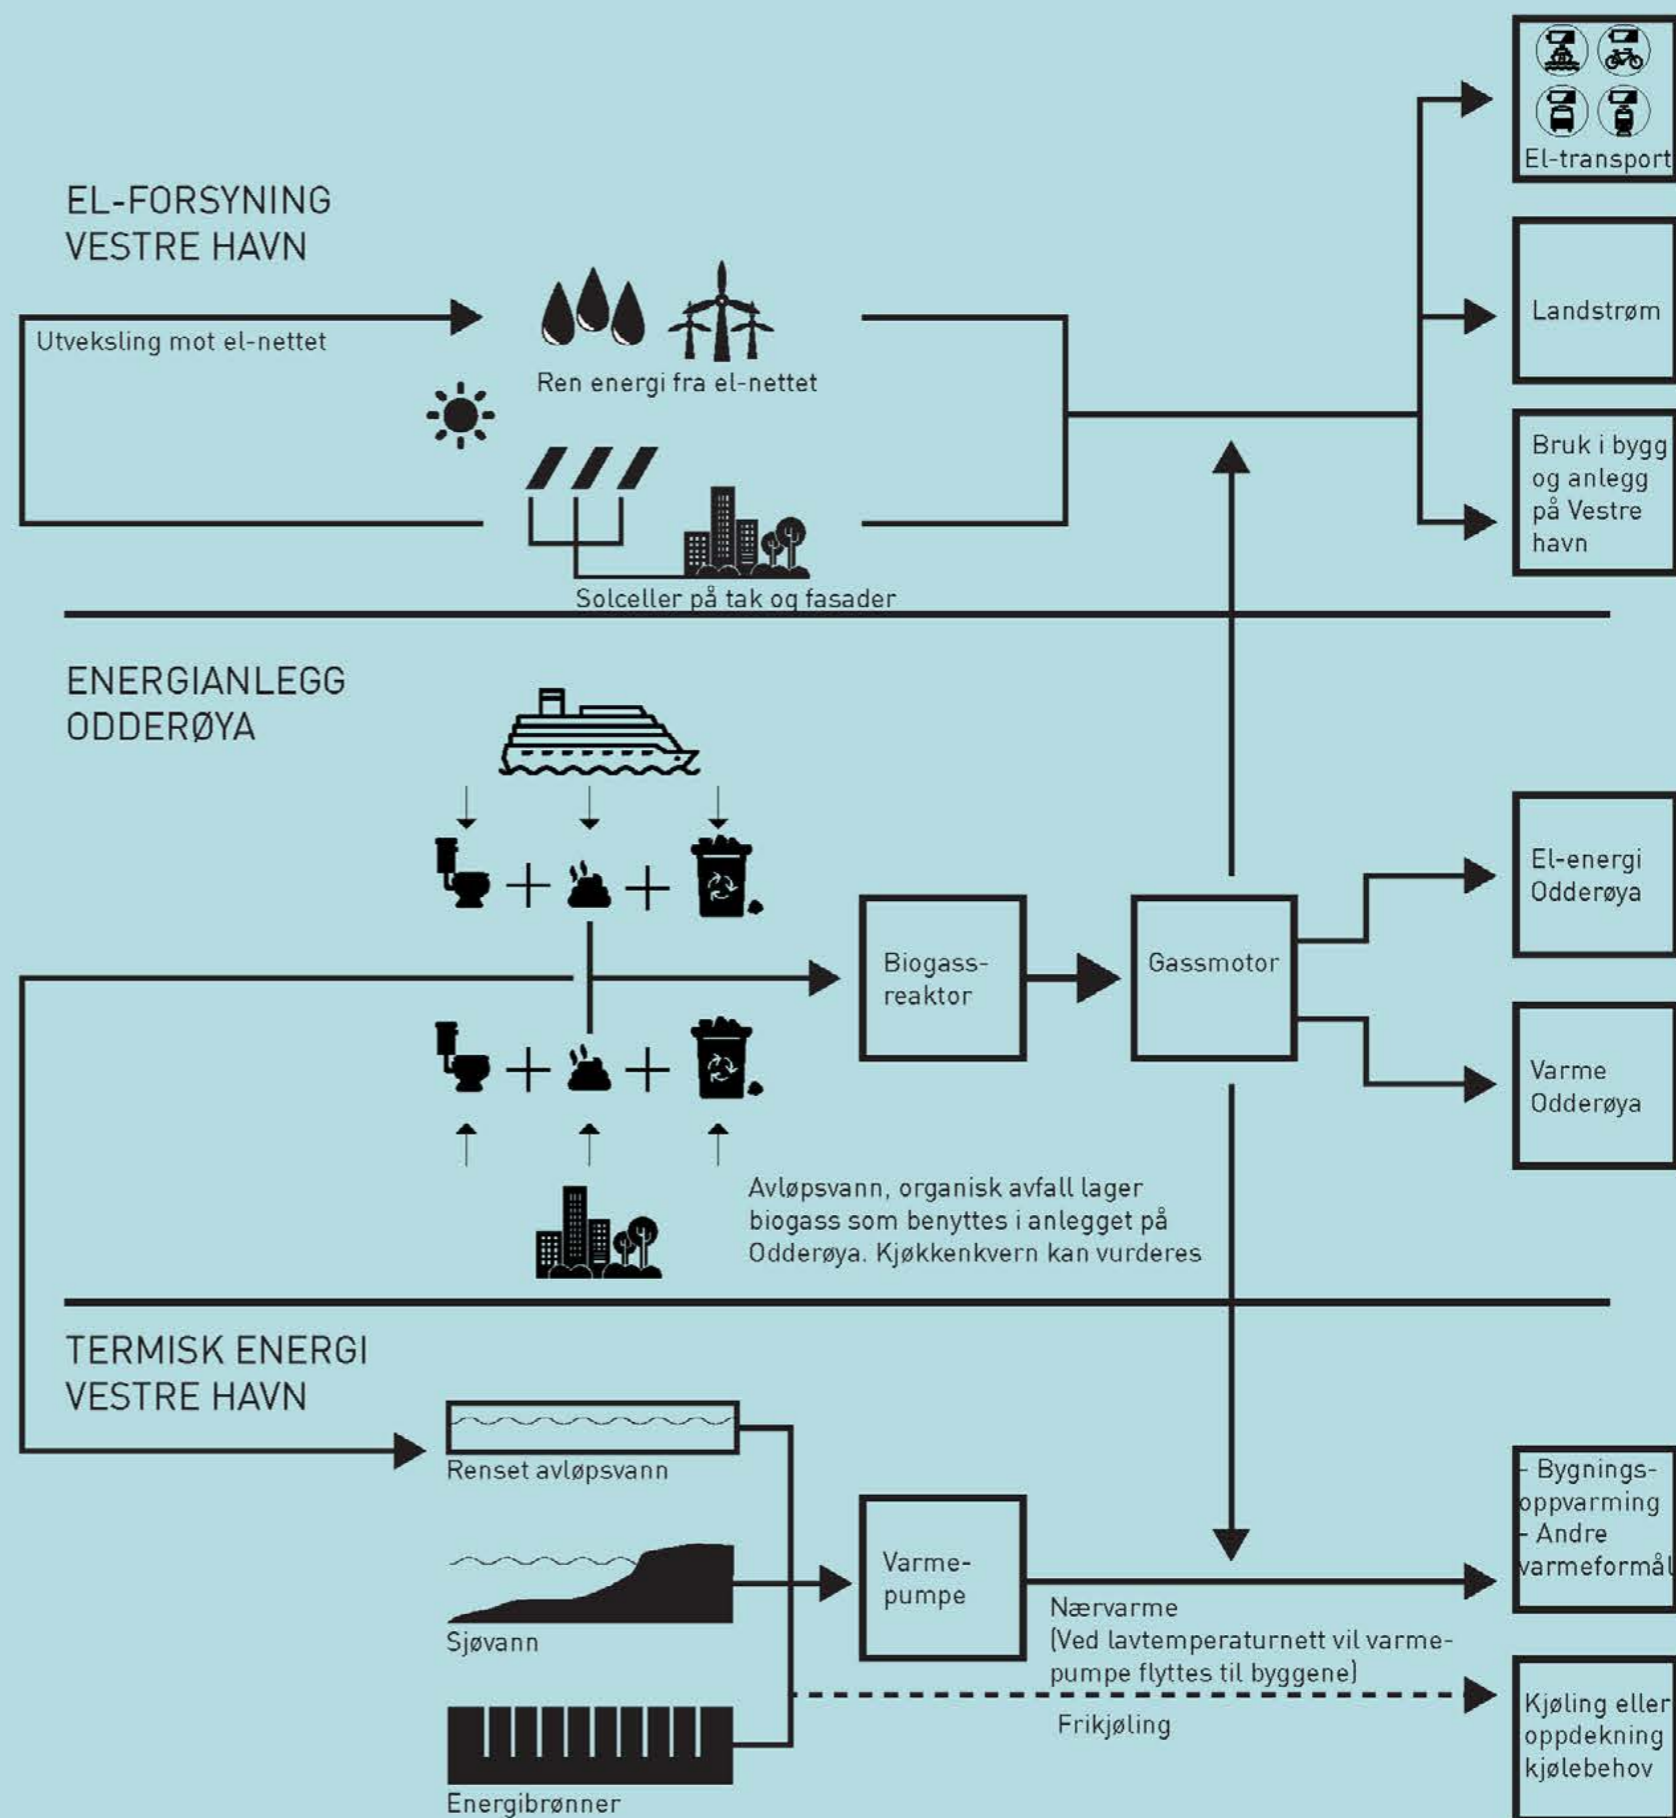 El-transport
EL-FORSYNING
VESTRE HAVN
Utveksling mot el-nettet
Ren energi fra el-nettet
Landstrøm
Bruk i bygg
og anlegg
på Vestre
havn
Solceller på tak og fasader
ENERGIANLEGG
ODDERØYA
Biogass-
reaktor
Gassmotor
El-energi
Odderøya
Varme
Odderøya
Avløpsvann, organisk avfall lager
biogass som benyttes i anlegget på
Odderøya. Kjøkkenkvern kan vurderes
TERMISK ENERGI
VESTRE HAVN
Renset avløpsvann
Sjøvann
Energibrønner
Varme-
pumpe
Nærvarme
(Ved lavtemperaturnett vil varme-
pumpe flyttes til byggene)
Frikjøling
- Bygnings-
oppvarming
- Andre
varmeformål
Kjøling eller
oppdekning
kjølebehov